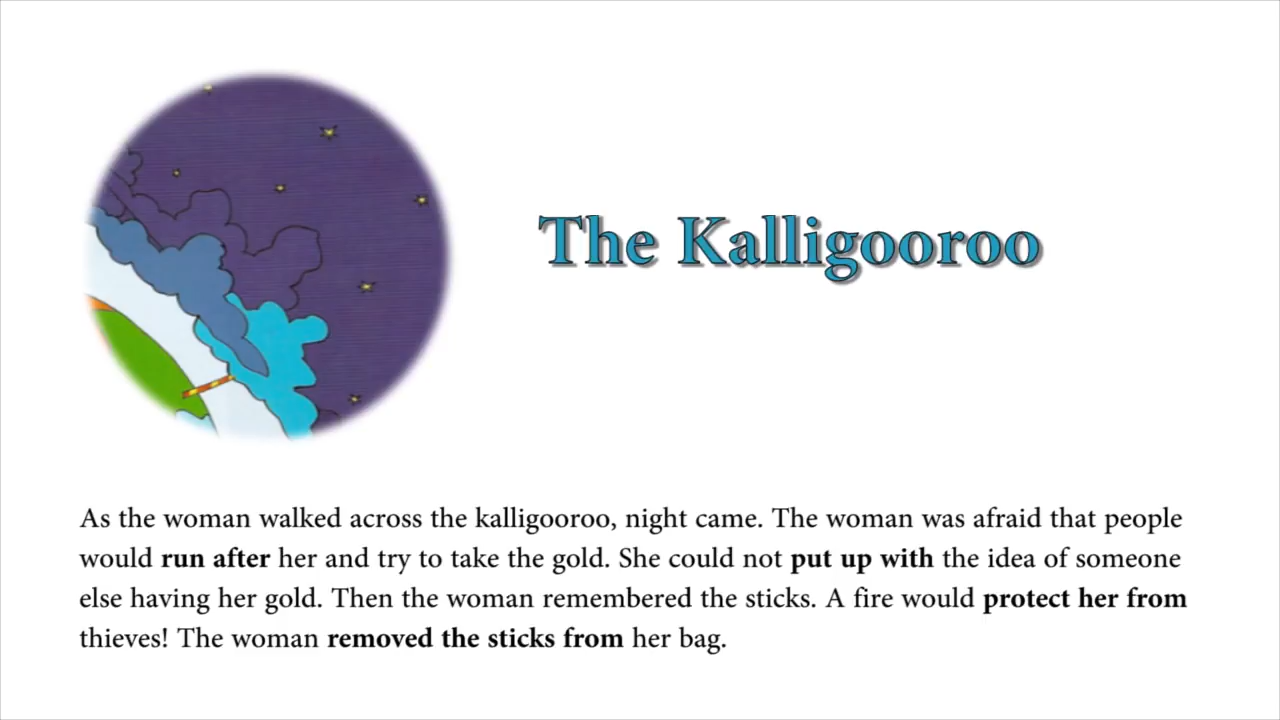 The Kalligooroo
As the woman walked across the kalligooroo, night came. The woman was afraid that people
would run after her and try to take the gold. She could not put up with the idea of someone
else having her gold. Then the woman remembered the sticks. A fire would protect her from
thieves! The woman removed the sticks from her bag.